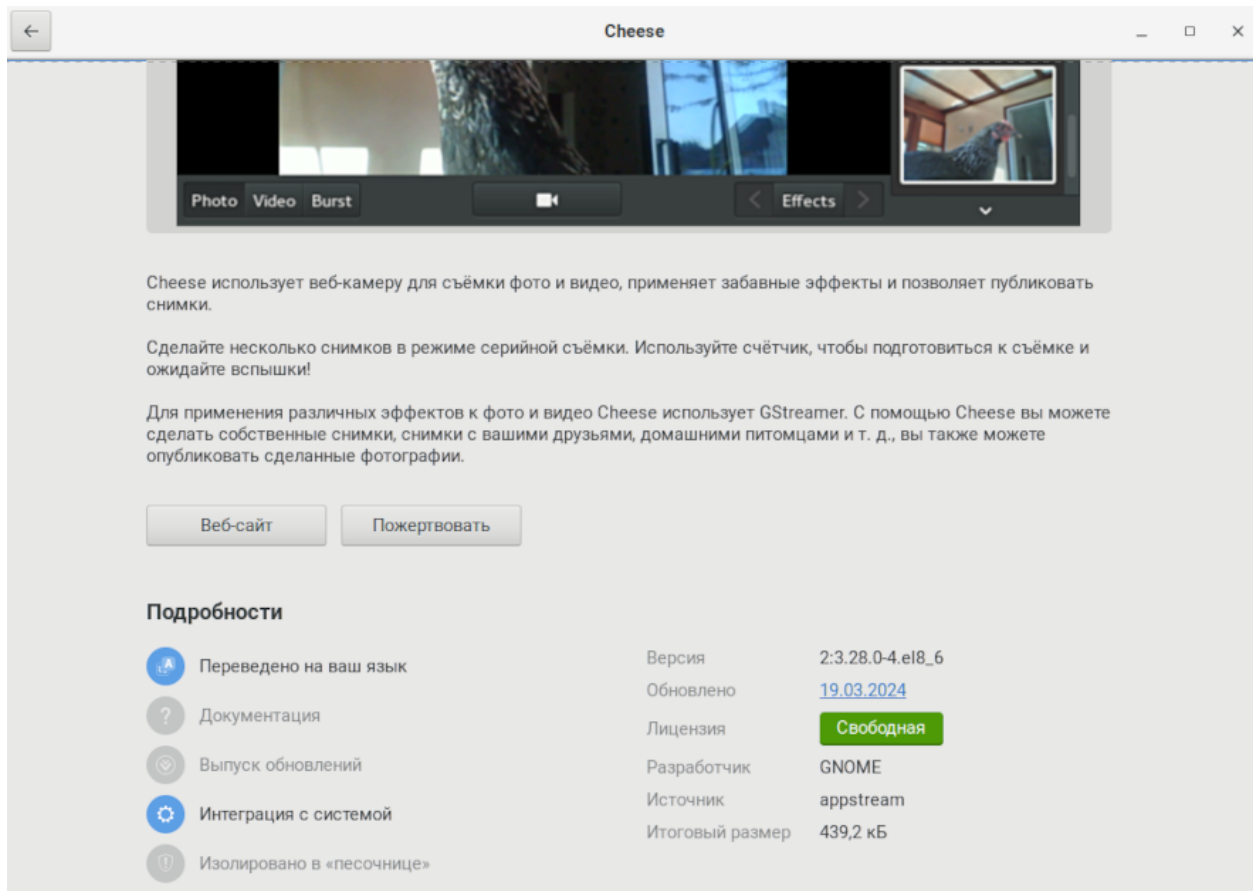 Cheese
Photo Video Burst
Effects
Cheese использует веб-камеру для съёмки фото и видео, применяет забавные эффекты и позволяет публиковать
снимки.
Сделайте несколько снимков в режиме серийной съёмки. Используйте счётчик, чтобы подготовиться к съёмке и
ожидайте вспышки!
Для применения различных эффектов к фото и видео Cheese использует GStreamer. С помощью Cheese вы можете
сделать собственные снимки, снимки с вашими друзьями, домашними питомцами и т. д., вы также можете
опубликовать сделанные фотографии.
Веб-сайт
Пожертвовать
Подробности
Переведено на ваш язык
Документация
Выпуск обновлений
Интеграция с системой
Изолировано в «песочнице»
Версия 2:3.28.0-4.el8_6
Обновлено 19.03.2024
Лицензия Свободная
Разработчик GNOME
Источник appstream
Итоговый размер 439,2 кБ